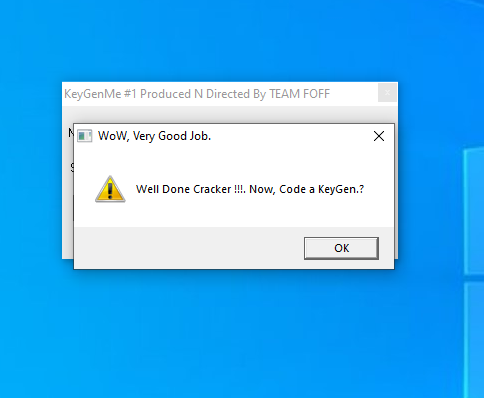 KeyGenMe #1 Produced N Directed By TEAM FOFF
WoW, Very Good Job.
Well Done Cracker !!!. Now, Code a KeyGen.?
OK